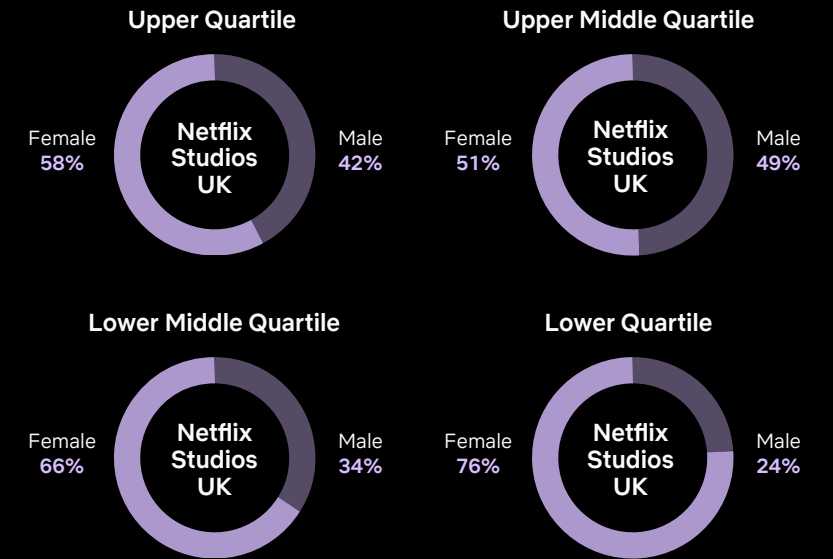 Upper Quartile
Female
58%
Netflix
Studios
UK
Male
42%
Upper Middle Quartile
Female
51%
Netflix
Studios
UK
Male
49%
Lower Middle Quartile
Female
66%
Netflix
Studios
UK
Male
34%
Lower Quartile
Female
76%
Netflix
Studios
UK
Male
24%